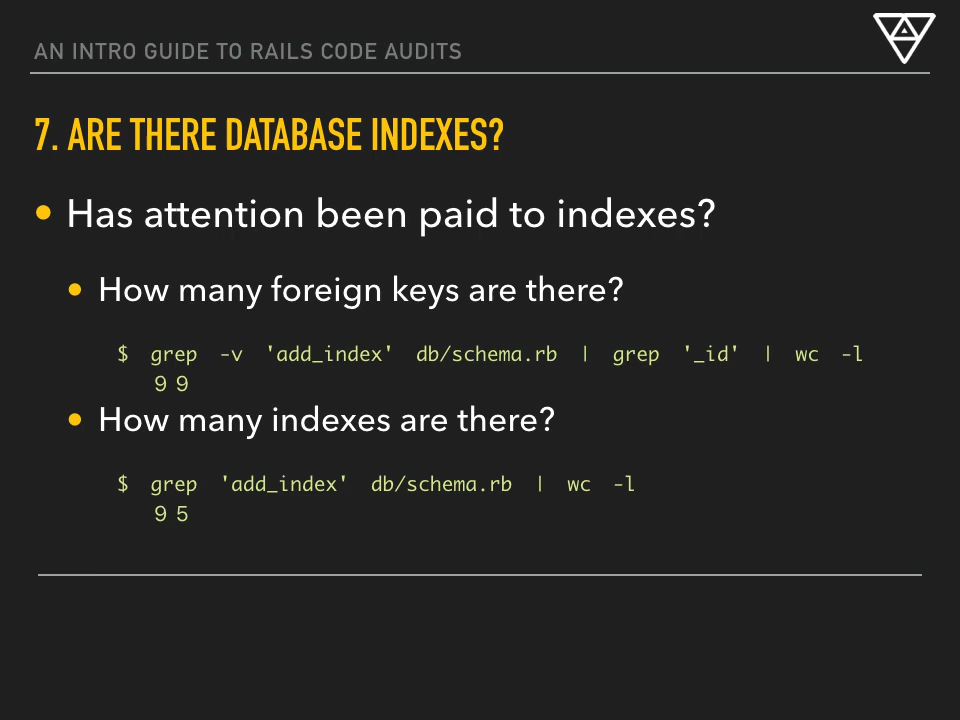 AN INTRO GUIDE TO RAILS CODE AUDITS
7. ARE THERE DATABASE INDEXES?
• Has attention been paid to indexes?
• How many foreign keys are there?
$ grep -v 'add_index' db/schema.rb | grep '_id' | wc -l
99
• How many indexes are there?
$ grep 'add_index' db/schema.rb | wc -l
95